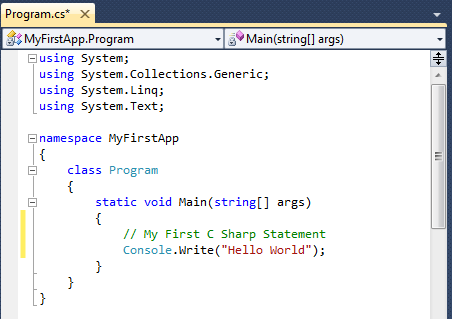 Program.cs*
MyFirstApp.Program
Main(string[] args)
using System;
using System.Collections.Generic;
using System.Linq;
using System.Text;
namespace MyFirstApp
{
class Program
{
static void Main(string[] args)
{
// My First C Sharp Statement
Console.Write("Hello World");
}
}
}